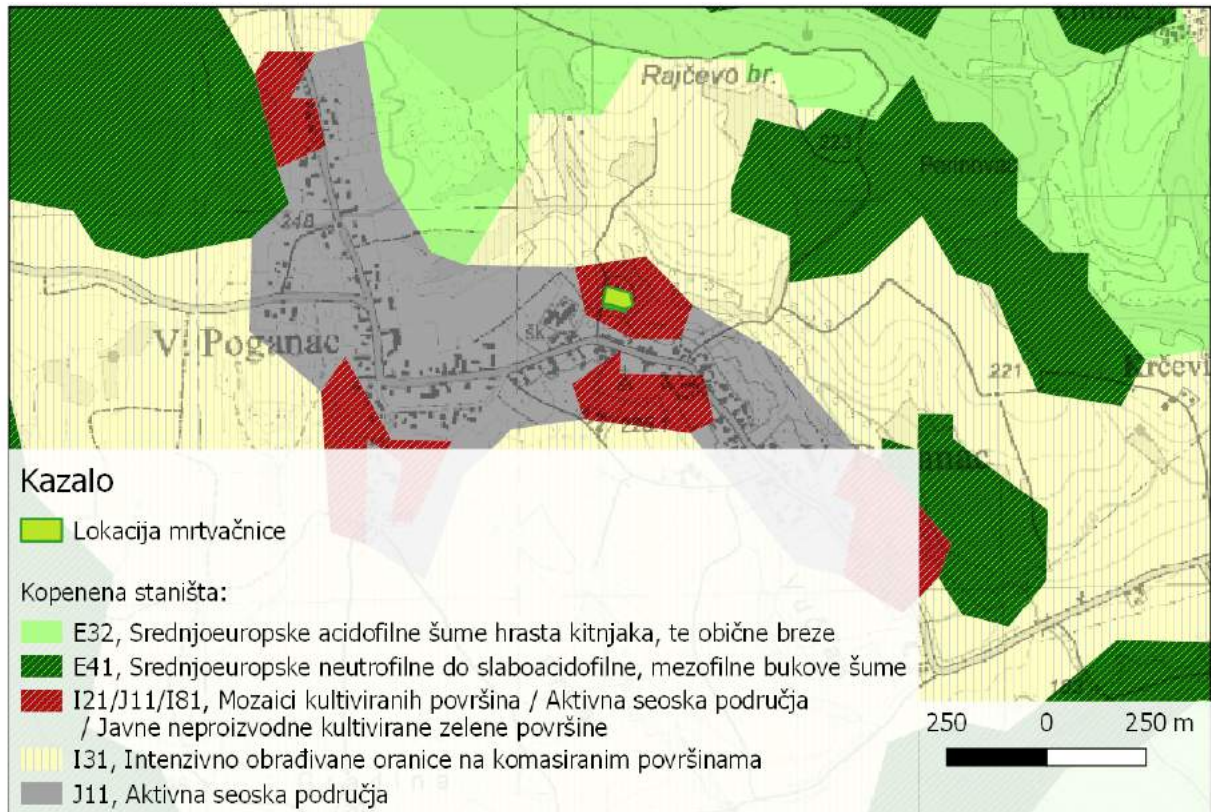 Rajčevo br.
223
240
V. Poganac
šk.
221
Krčevi
Kazalo
Lokacija mrtvačnice
Kopenena staništa:
E32, Srednjoeuropske acidofilne šume hrasta kitnjaka, te obične breze
E41, Srednjoeuropske neutrofilne do slaboacidofilne, mezofilne bukove šume
I21/J11/I81, Mozaici kultiviranih površina / Aktivna seoska područja
/ Javne neproizvodne kultivirane zelene površine
I31, Intenzivno obrađivane oranice na komasiranim površinama
J11, Aktivna seoska područja
250 0 250 m